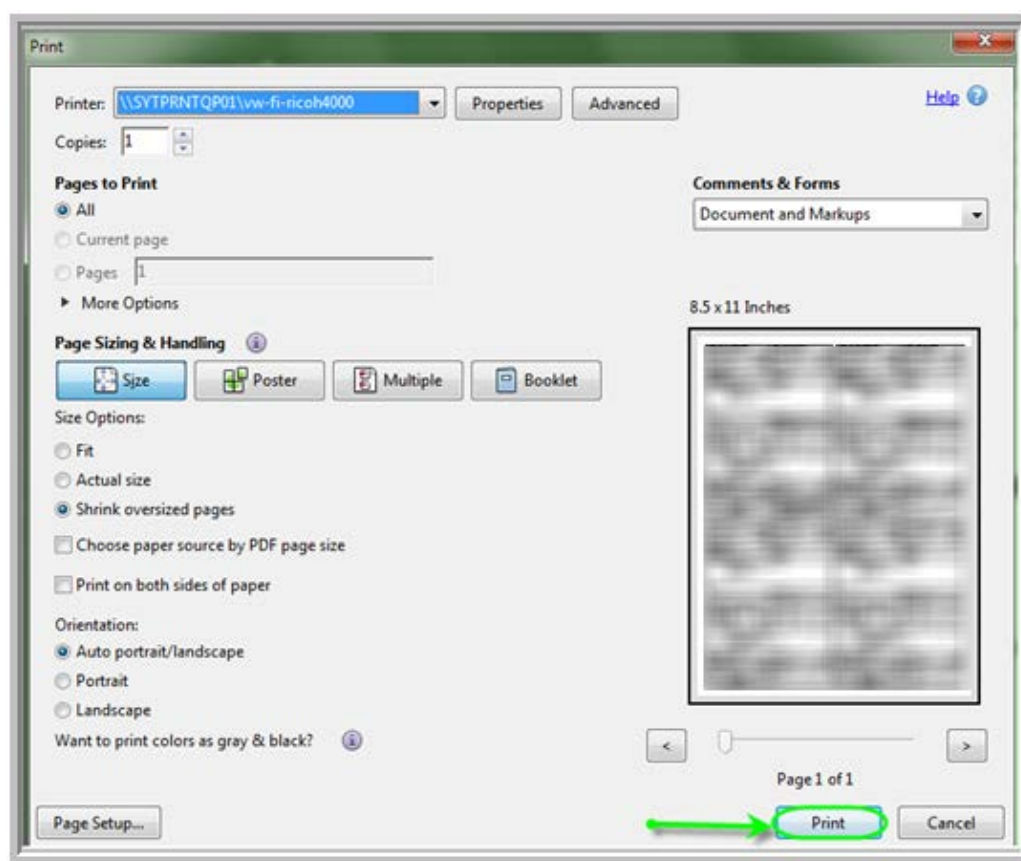 Print
Printer: \\SYTPRNTQP01\vw-fi-ricoh4000 Properties Advanced Help
Copies: 1
Pages to Print
All
Current page
Pages 1
More Options
Comments & Forms
Document and Markups
8.5 x 11 Inches
Page Sizing & Handling
Size Poster Multiple Booklet
Size Options:
Fit
Actual size
Shrink oversized pages
Choose paper source by PDF page size
Print on both sides of paper
Orientation:
Auto portrait/landscape
Portrait
Landscape
Want to print colors as gray & black?
< >
Page 1 of 1
Page Setup... Print Cancel